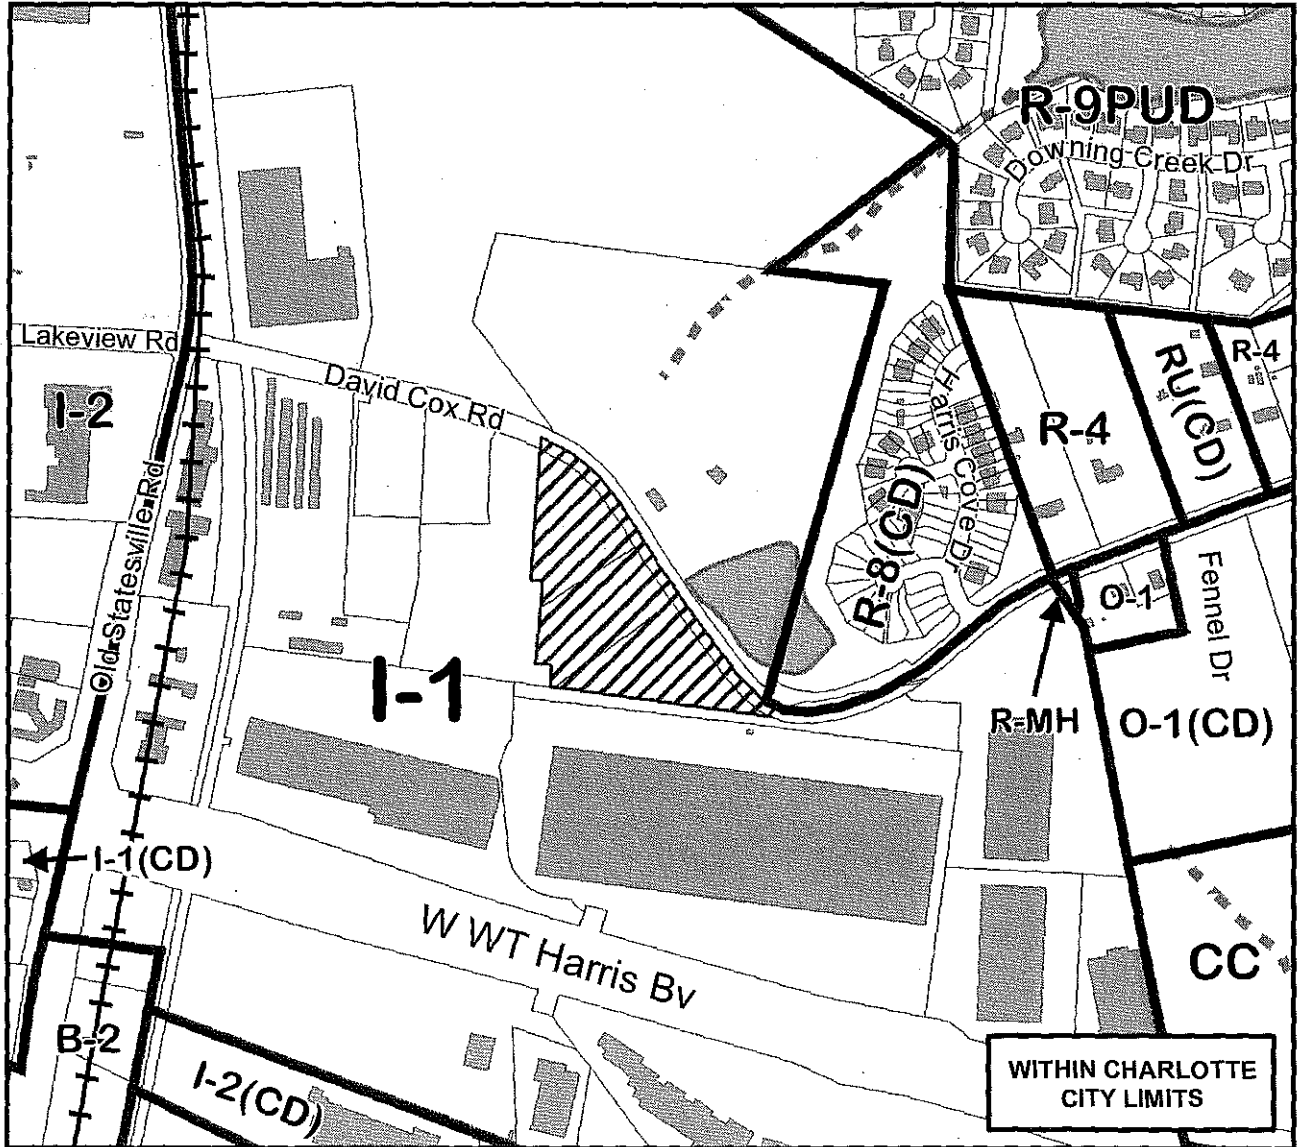 R-9PUD
Downing Creek Dr
Lakeview Rd
David Cox Rd
I-2
Harris Cove Dr
R-4
RU(CD)
R-4
Old Statesville Rd
R-8(CD)
O-1
Fennel Dr
I-1
R-MH
O-1(CD)
I-1(CD)
W WT Harris Bv
CC
B-2
I-2(CD)
WITHIN CHARLOTTE
CITY LIMITS